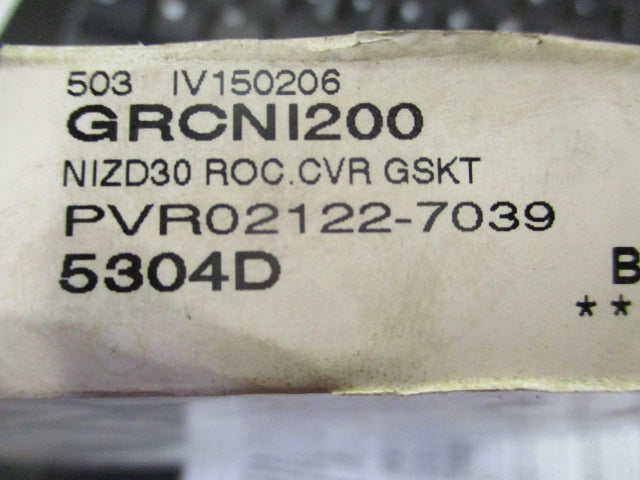 503 IV150206
GRCNI200
NIZD30 ROC.CVR GSKT
PVR02122-7039
5304D
B
**